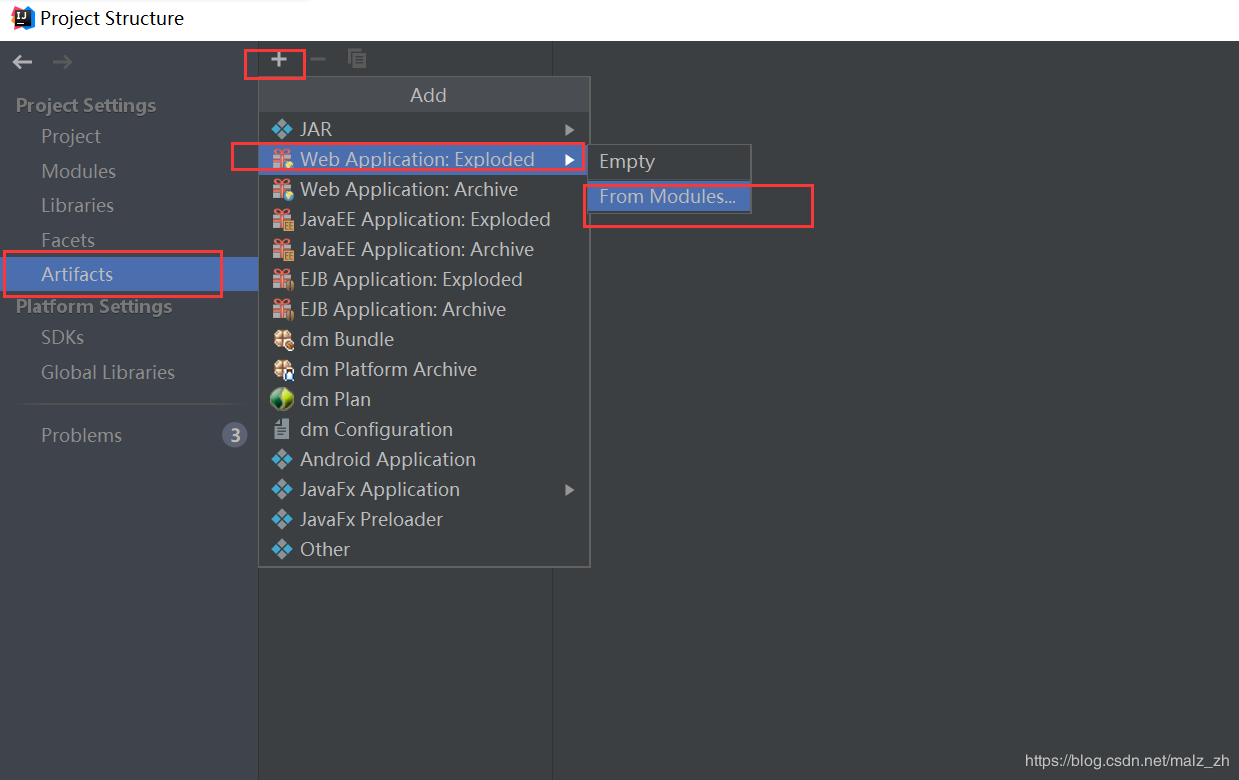 Project Structure
Project Settings
Project
Modules
Libraries
Facets
Artifacts
Platform Settings
SDKs
Global Libraries
Problems
3
Add
JAR
Web Application: Exploded
Web Application: Archive
JavaEE Application: Exploded
JavaEE Application: Archive
EJB Application: Exploded
EJB Application: Archive
dm Bundle
dm Platform Archive
dm Plan
dm Configuration
Android Application
JavaFx Application
JavaFx Preloader
Other
Empty
From Modules...
https://blog.csdn.net/malz_zh